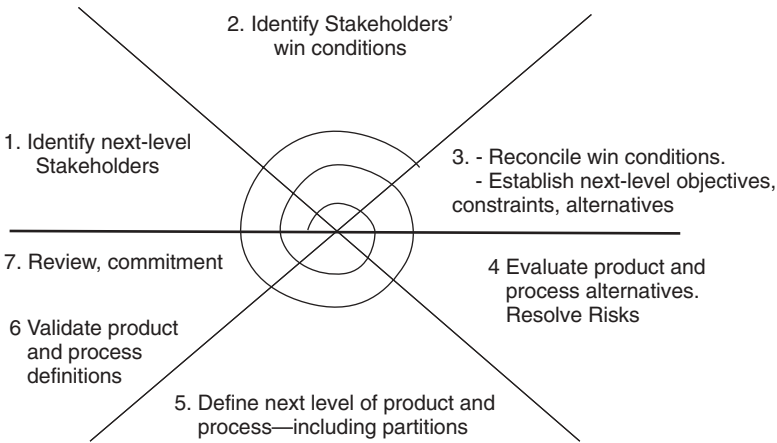 2. Identify Stakeholders’
win conditions
1. Identify next-level
Stakeholders
3. - Reconcile win conditions.
- Establish next-level objectives,
constraints, alternatives
7. Review, commitment
4 Evaluate product and
process alternatives.
Resolve Risks
6 Validate product
and process
definitions
5. Define next level of product and
process—including partitions